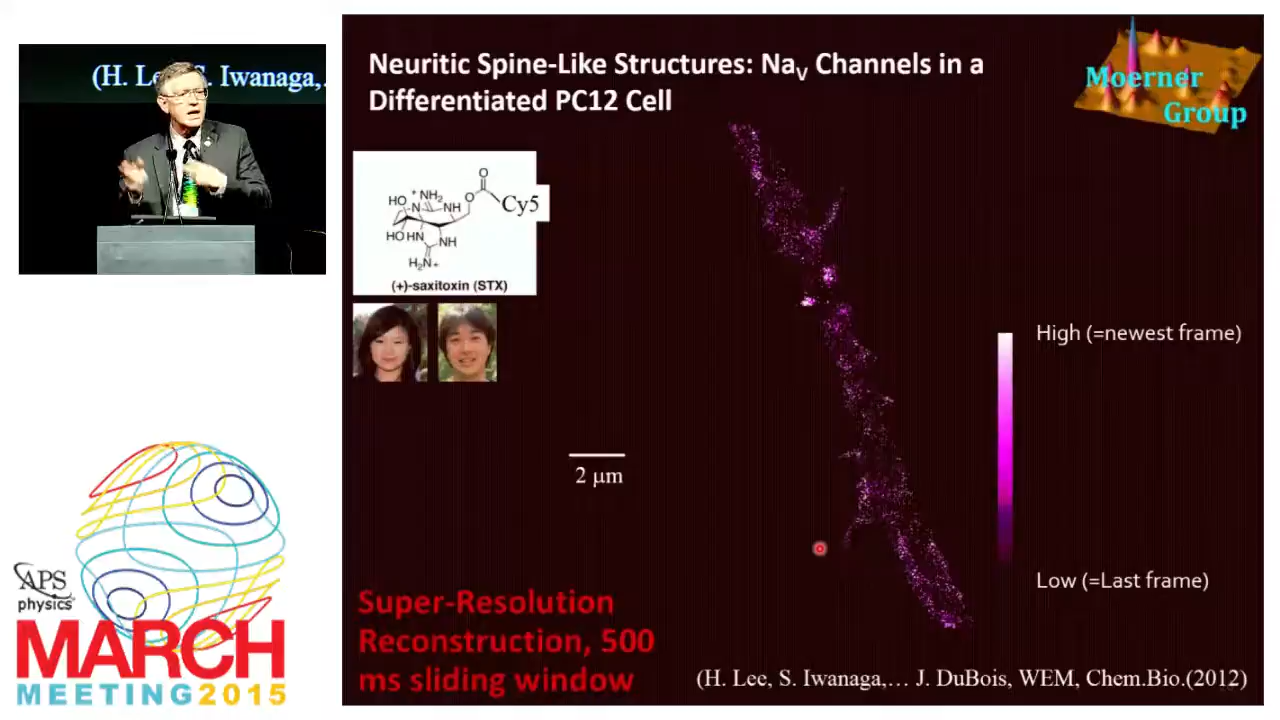 (H. Le S. Iwanaga,..
Neuritic Spine-Like Structures: NaV Channels in a
Differentiated PC12 Cell
Moerner
Group
HO
+NH2
N
NH
O
O
Cy5
HO
HN
NH
H2N+
(+)-saxitoxin (STX)
High (=newest frame)
2 µm
Low (=Last frame)
Super-Resolution
Reconstruction, 500
ms sliding window
(H. Lee, S. Iwanaga,... J. DuBois, WEM, Chem.Bio.(2012)
APS
physics
MARCH
MEETING2015